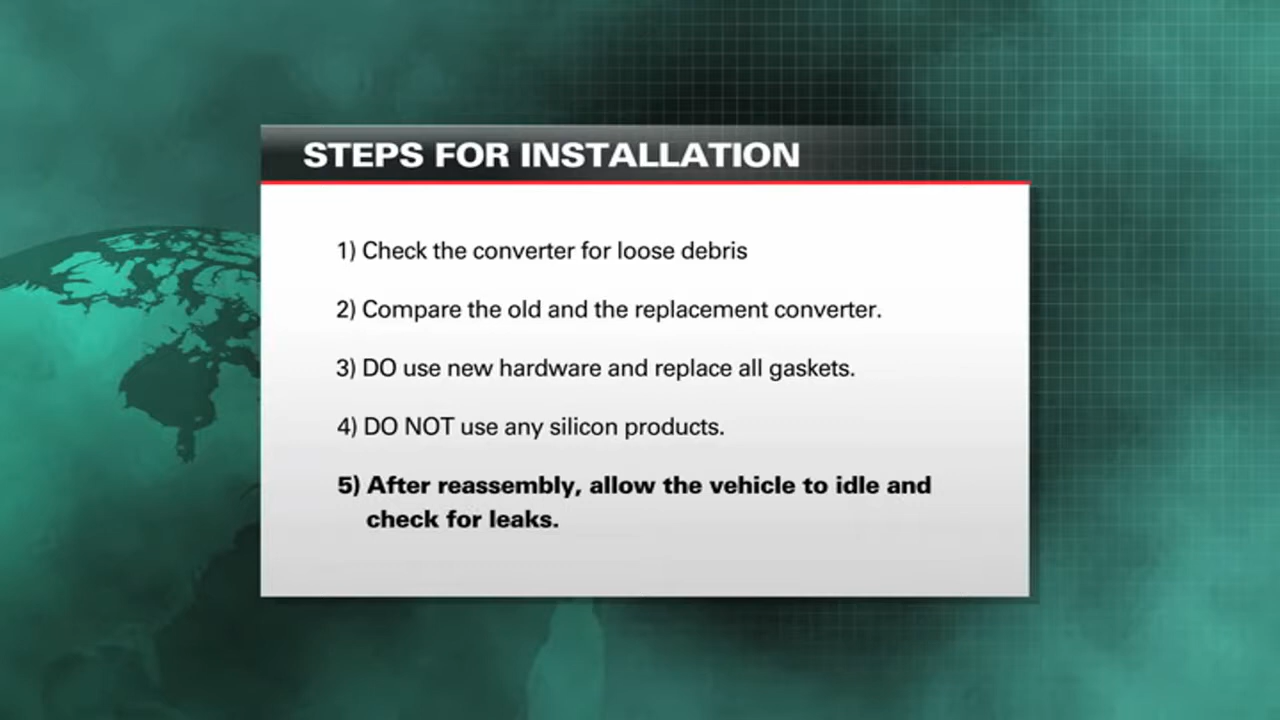 STEPS FOR INSTALLATION
1) Check the converter for loose debris
2) Compare the old and the replacement converter.
3) DO use new hardware and replace all gaskets.
4) DO NOT use any silicon products.
5) After reassembly, allow the vehicle to idle and
check for leaks.